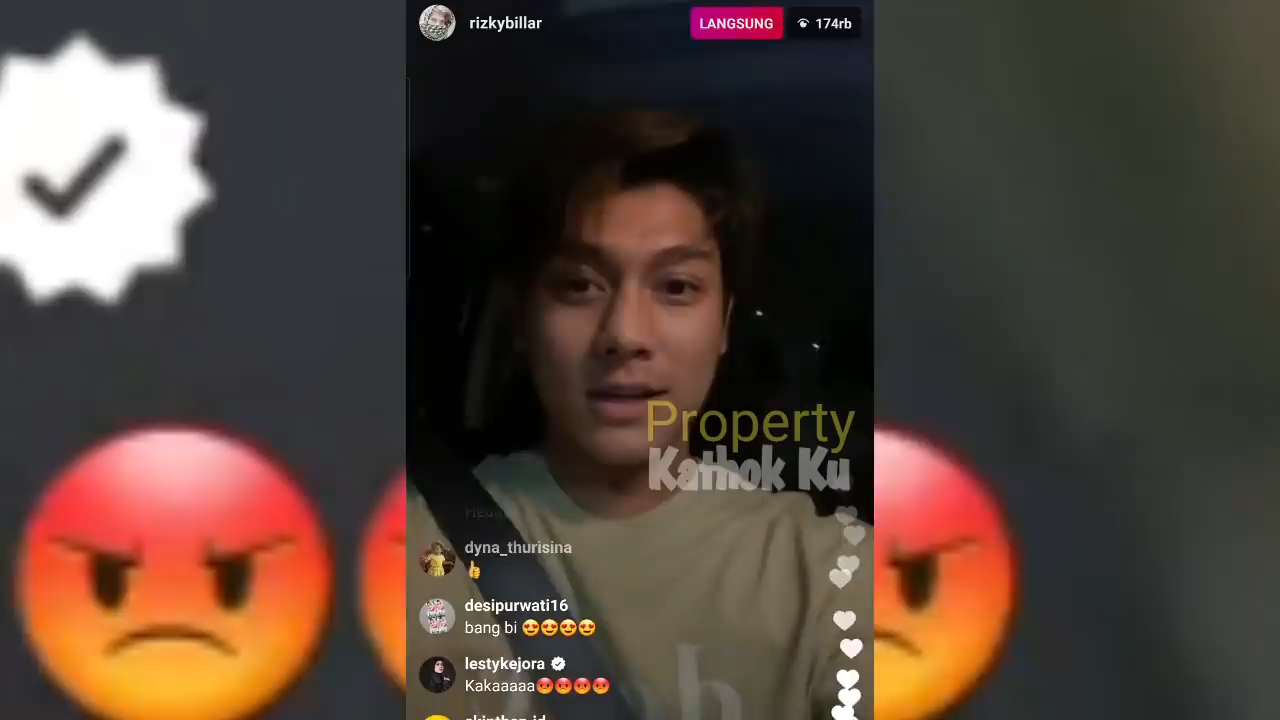 rizkybillar
LANGSUNG
174rb
Property
Kathok Ku
dyna_thurisina
👍
desipurwati16
bang bi 😍😍😍😍
lestykejora
Kakaaaaa😡😡😡😡
b